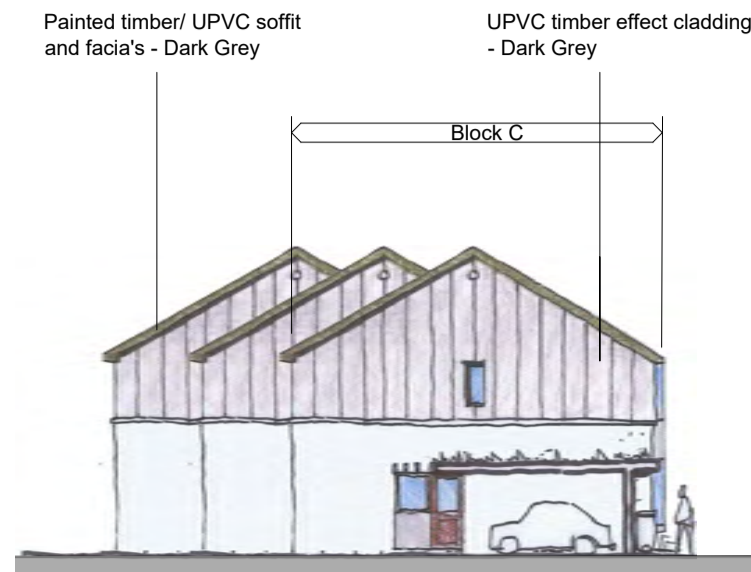 Painted timber/ UPVC soffit
and facia's - Dark Grey
UPVC timber effect cladding
- Dark Grey
Block C